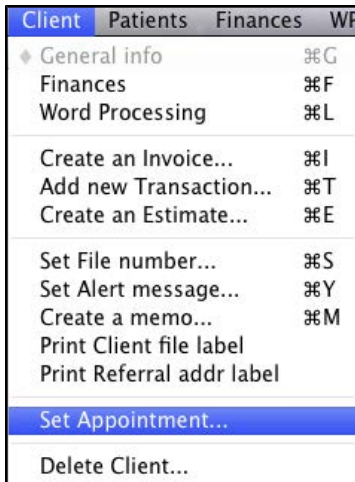 Client Patients Finances
General info ⌘G
Finances ⌘F
Word Processing ⌘L
Create an Invoice... ⌘I
Add new Transaction... ⌘T
Create an Estimate... ⌘E
Set File number... ⌘S
Set Alert message... ⌘Y
Create a memo... ⌘M
Print Client file label
Print Referral addr label
Set Appointment...
Delete Client...